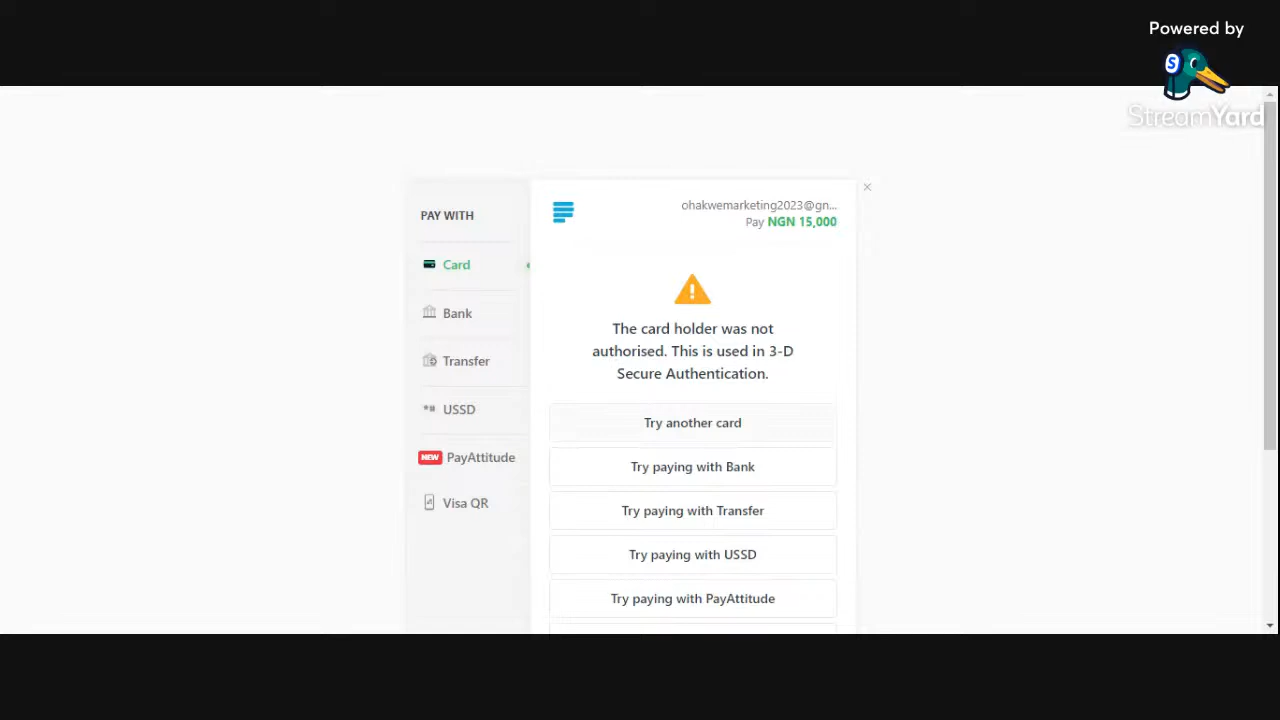 Powered by
StreamYard
PAY WITH
Card
Bank
Transfer
USSD
NEW PayAttitude
Visa QR
ohakwemarketing2023@gn...
Pay NGN 15,000
The card holder was not
authorised. This is used in 3-D
Secure Authentication.
Try another card
Try paying with Bank
Try paying with Transfer
Try paying with USSD
Try paying with PayAttitude